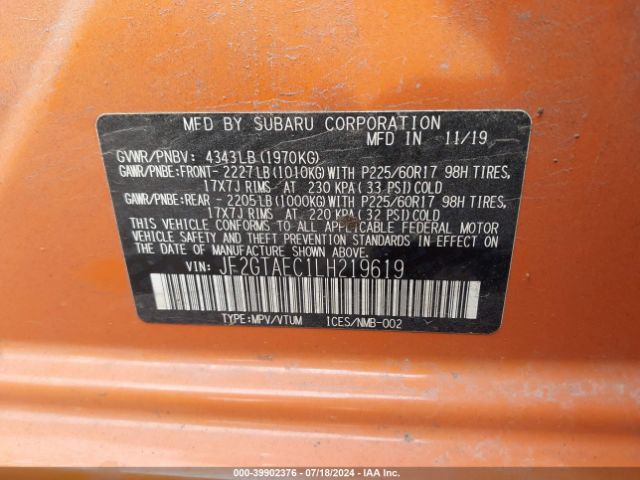 MFD BY SUBARU CORPORATION
MFD IN 11/19
GVWR/PNBV: 4343LB(1970KG)
GAWR/PNBE:FRONT- 2227LB(1010KG)WITH P225/60R17 98H TIRES,
17X7J RIMS AT 230 KPA(33 PSI)COLD
GAWR/PNBE:REAR - 2205LB(1000KG)WITH P225/60R17 98H TIRES,
17X7J RIMS AT 220 KPA(32 PSI)COLD
THIS VEHICLE CONFORMS TO ALL APPLICABLE FEDERAL MOTOR
VEHICLE SAFETY AND THEFT PREVENTION STANDARDS IN EFFECT ON
THE DATE OF MANUFACTURE SHOWN ABOVE.
VIN: JF2GTAEC1LH219619
TYPE:MPV/VTUM ICES/NMB-002
000-39902376 - 07/18/2024 - IAA Inc.